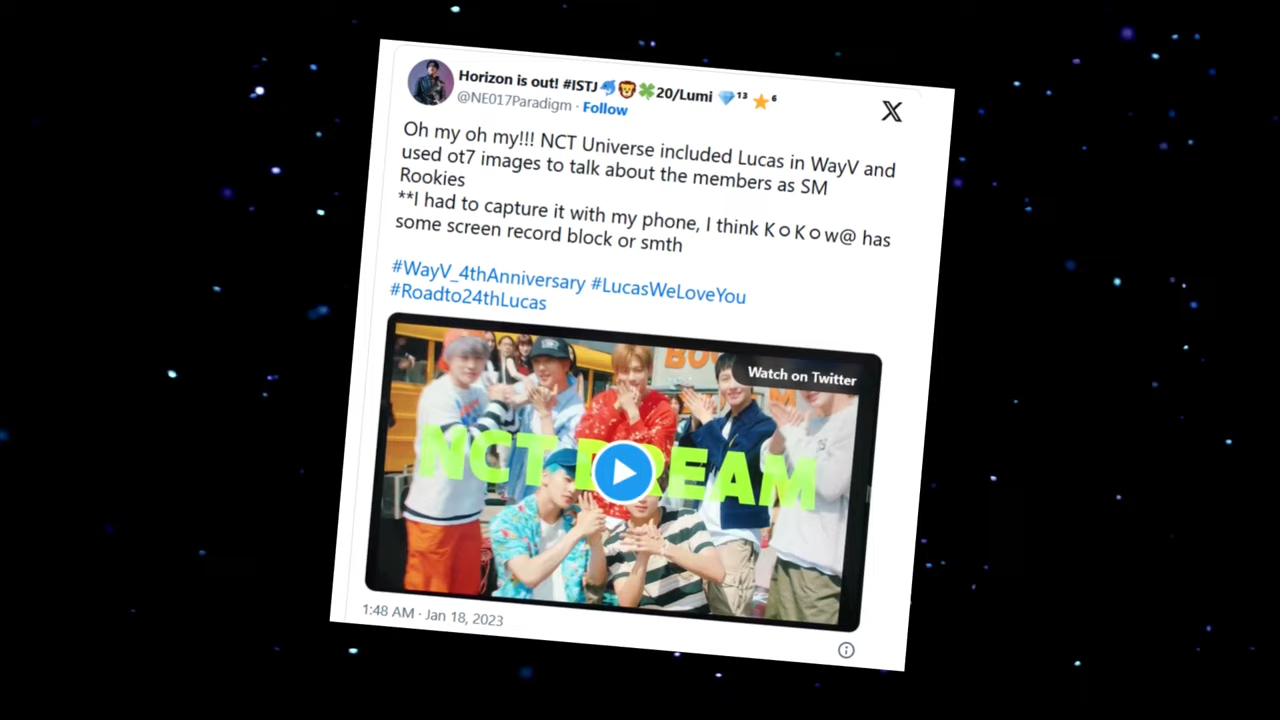 Horizon is out! #ISTJ🐬🦁🍀20/Lumi 💎¹³ ⭐⁶
@NE017Paradigm · Follow
Oh my oh my!!! NCT Universe included Lucas in WayV and
used ot7 images to talk about the members as SM
Rookies
**I had to capture it with my phone, I think KㅇKㅇw@ has
some screen record block or smth
#WayV_4thAnniversary #LucasWeLoveYou
#Roadto24thLucas
Watch on Twitter
NCT DREAM
1:48 AM · Jan 18, 2023